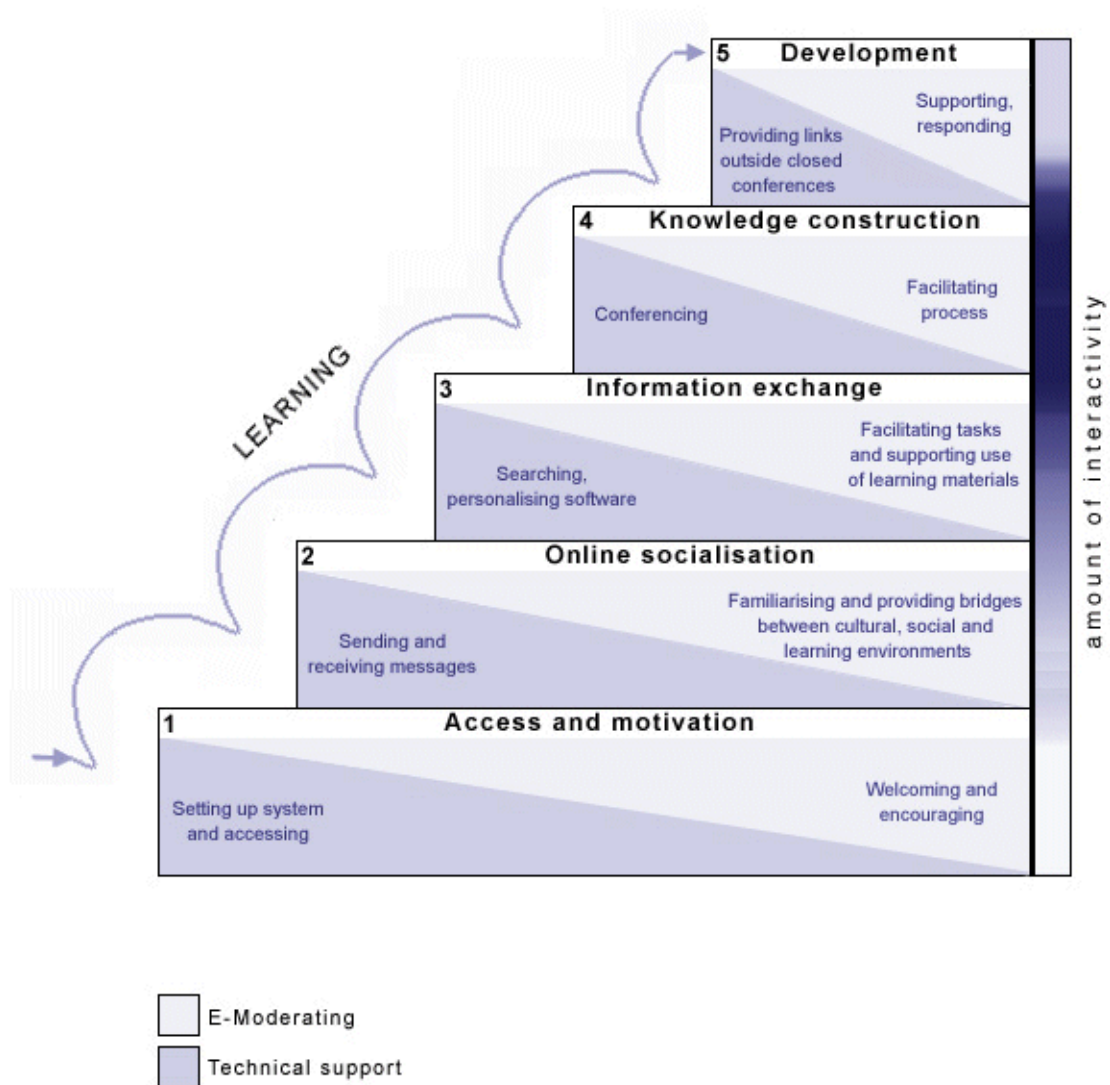 5 Development
Supporting,
responding
Providing links
outside closed
conferences
4 Knowledge construction
Facilitating
process
Conferencing
3 Information exchange
Facilitating tasks
and supporting use
of learning materials
Searching,
personalising software
2 Online socialisation
Familiarising and providing bridges
between cultural, social and
learning environments
Sending and
receiving messages
1 Access and motivation
Welcoming and
encouraging
Setting up system
and accessing
LEARNING
amount of interactivity
E-Moderating
Technical support